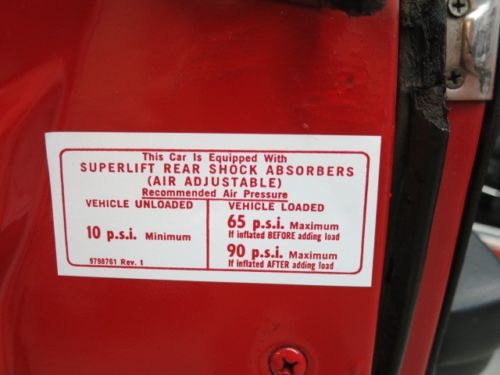 This Car Is Equipped With
SUPERLIFT REAR SHOCK ABSORBERS
(AIR ADJUSTABLE)
Recommended Air Pressure
VEHICLE UNLOADED
10 p.s.i. Minimum
9798761 Rev. 1
VEHICLE LOADED
65 p.s.i. Maximum
If inflated BEFORE adding load
90 p.s.i. Maximum
If inflated AFTER adding load